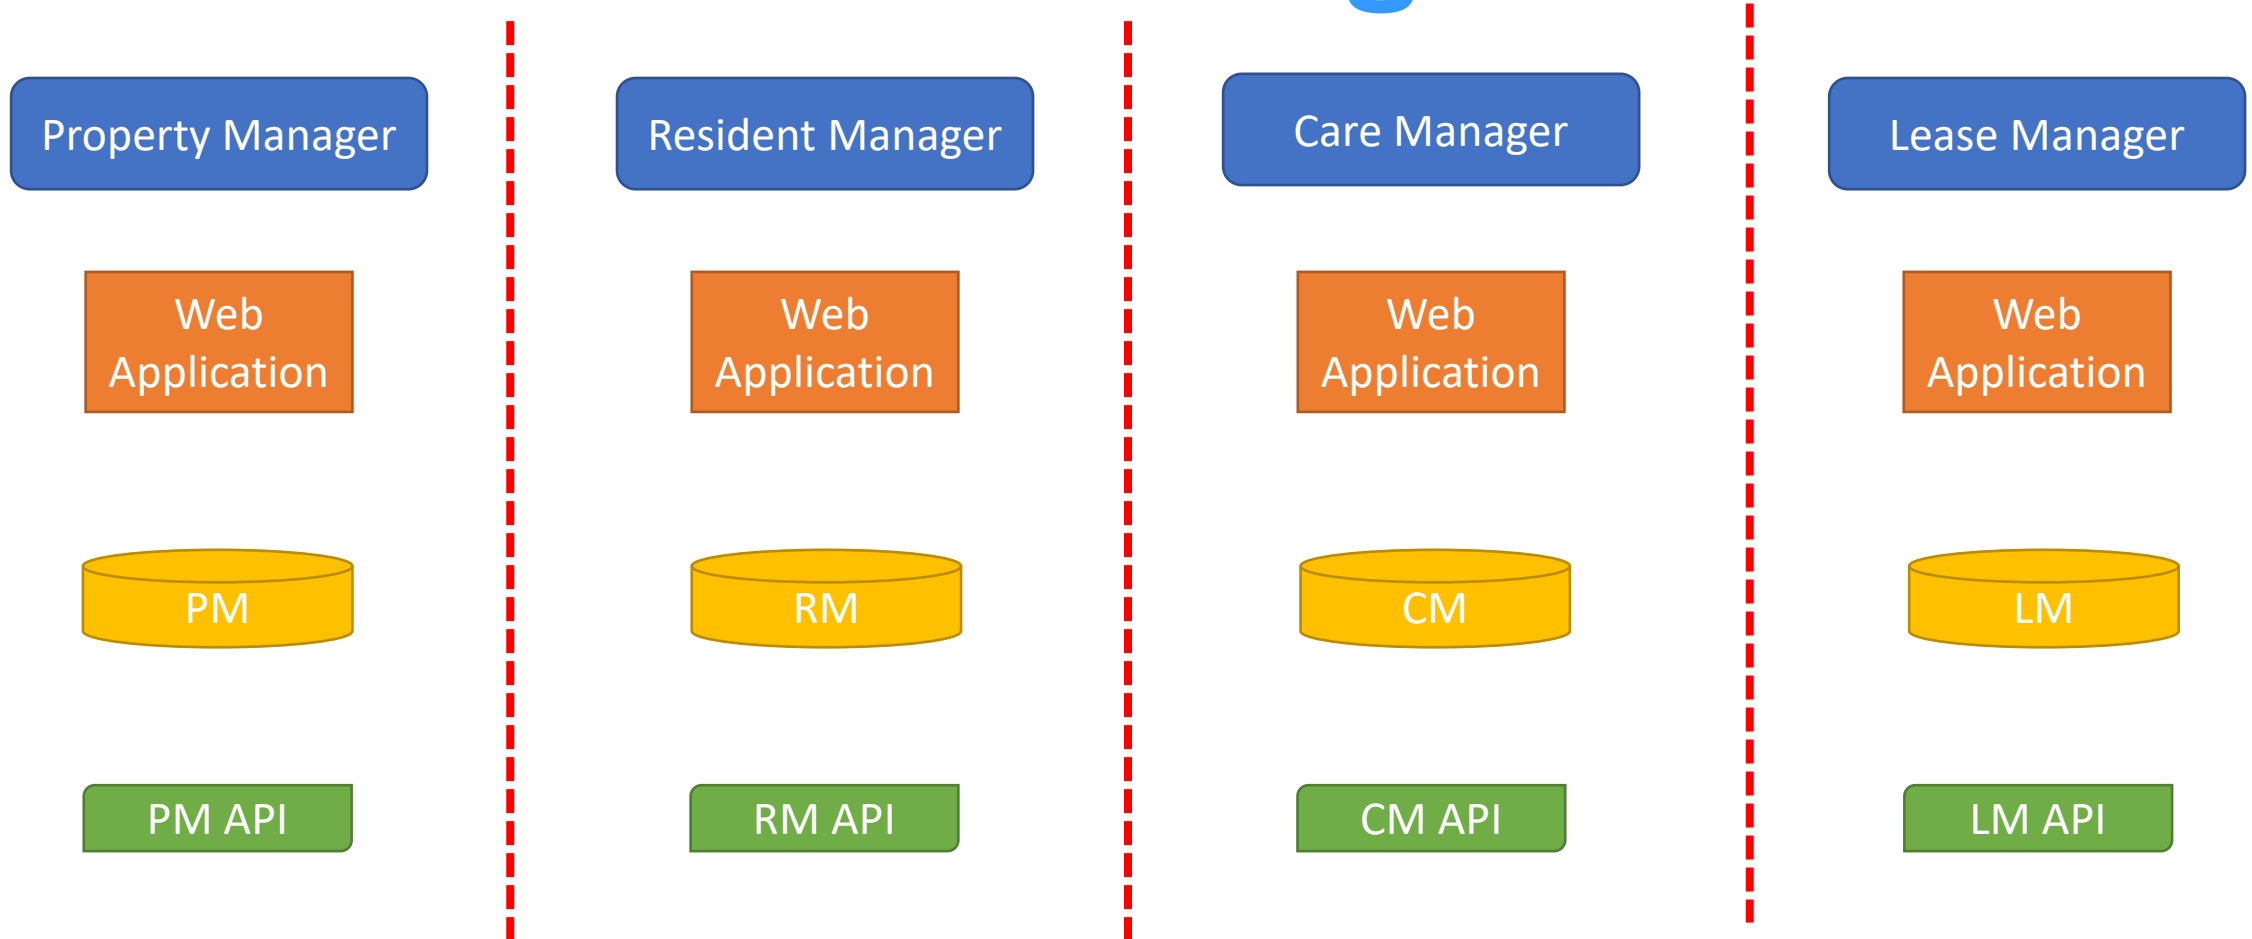 Property Manager
Resident Manager
Care Manager
Lease Manager
Web
Application
Web
Application
Web
Application
Web
Application
PM
RM
CM
LM
PM API
RM API
CM API
LM API